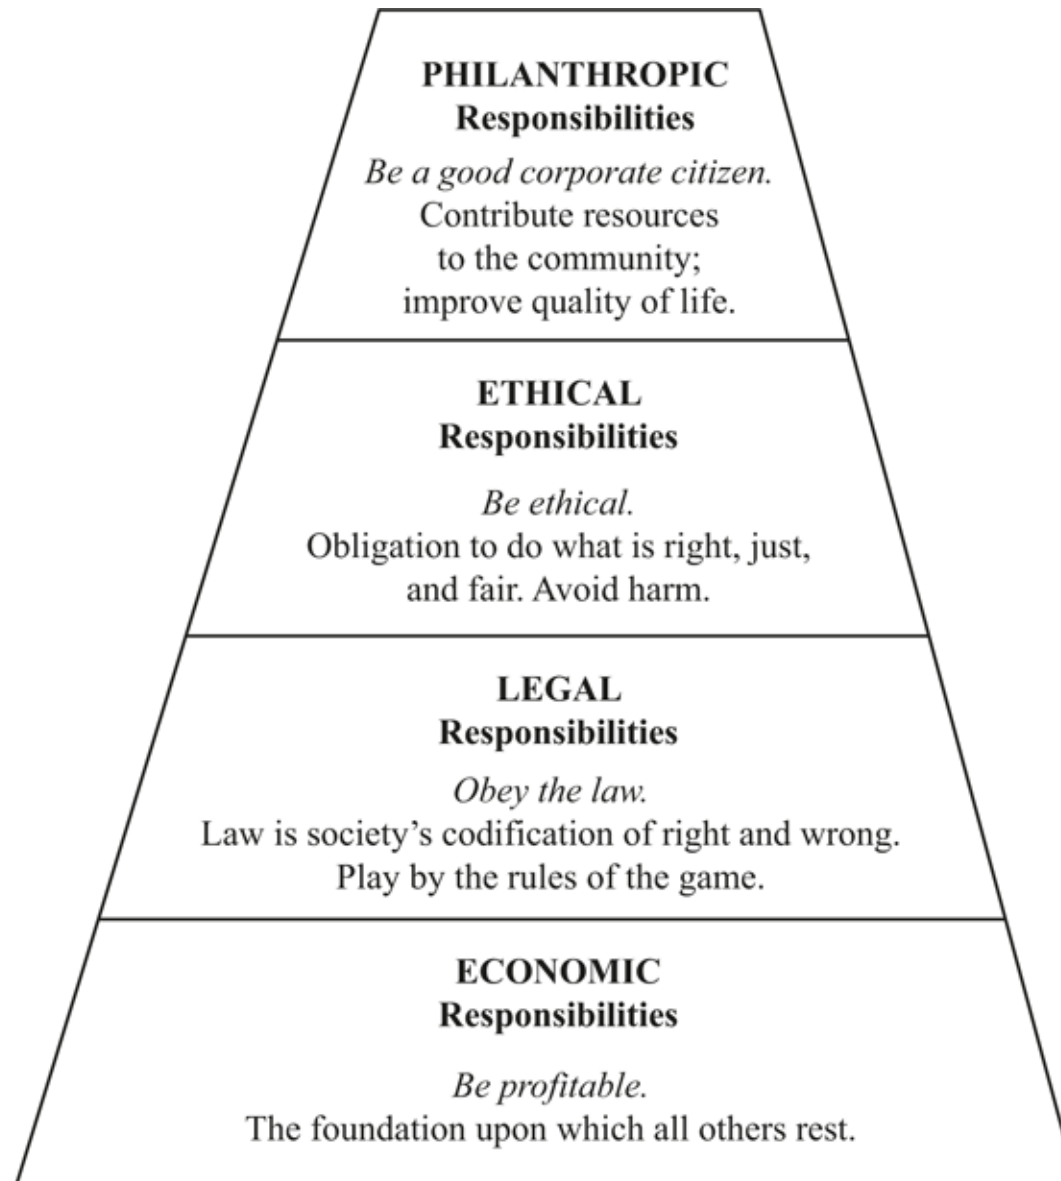 PHILANTHROPIC
Responsibilities
Be a good corporate citizen.
Contribute resources
to the community;
improve quality of life.
ETHICAL
Responsibilities
Be ethical.
Obligation to do what is right, just,
and fair. Avoid harm.
LEGAL
Responsibilities
Obey the law.
Law is society’s codification of right and wrong.
Play by the rules of the game.
ECONOMIC
Responsibilities
Be profitable.
The foundation upon which all others rest.